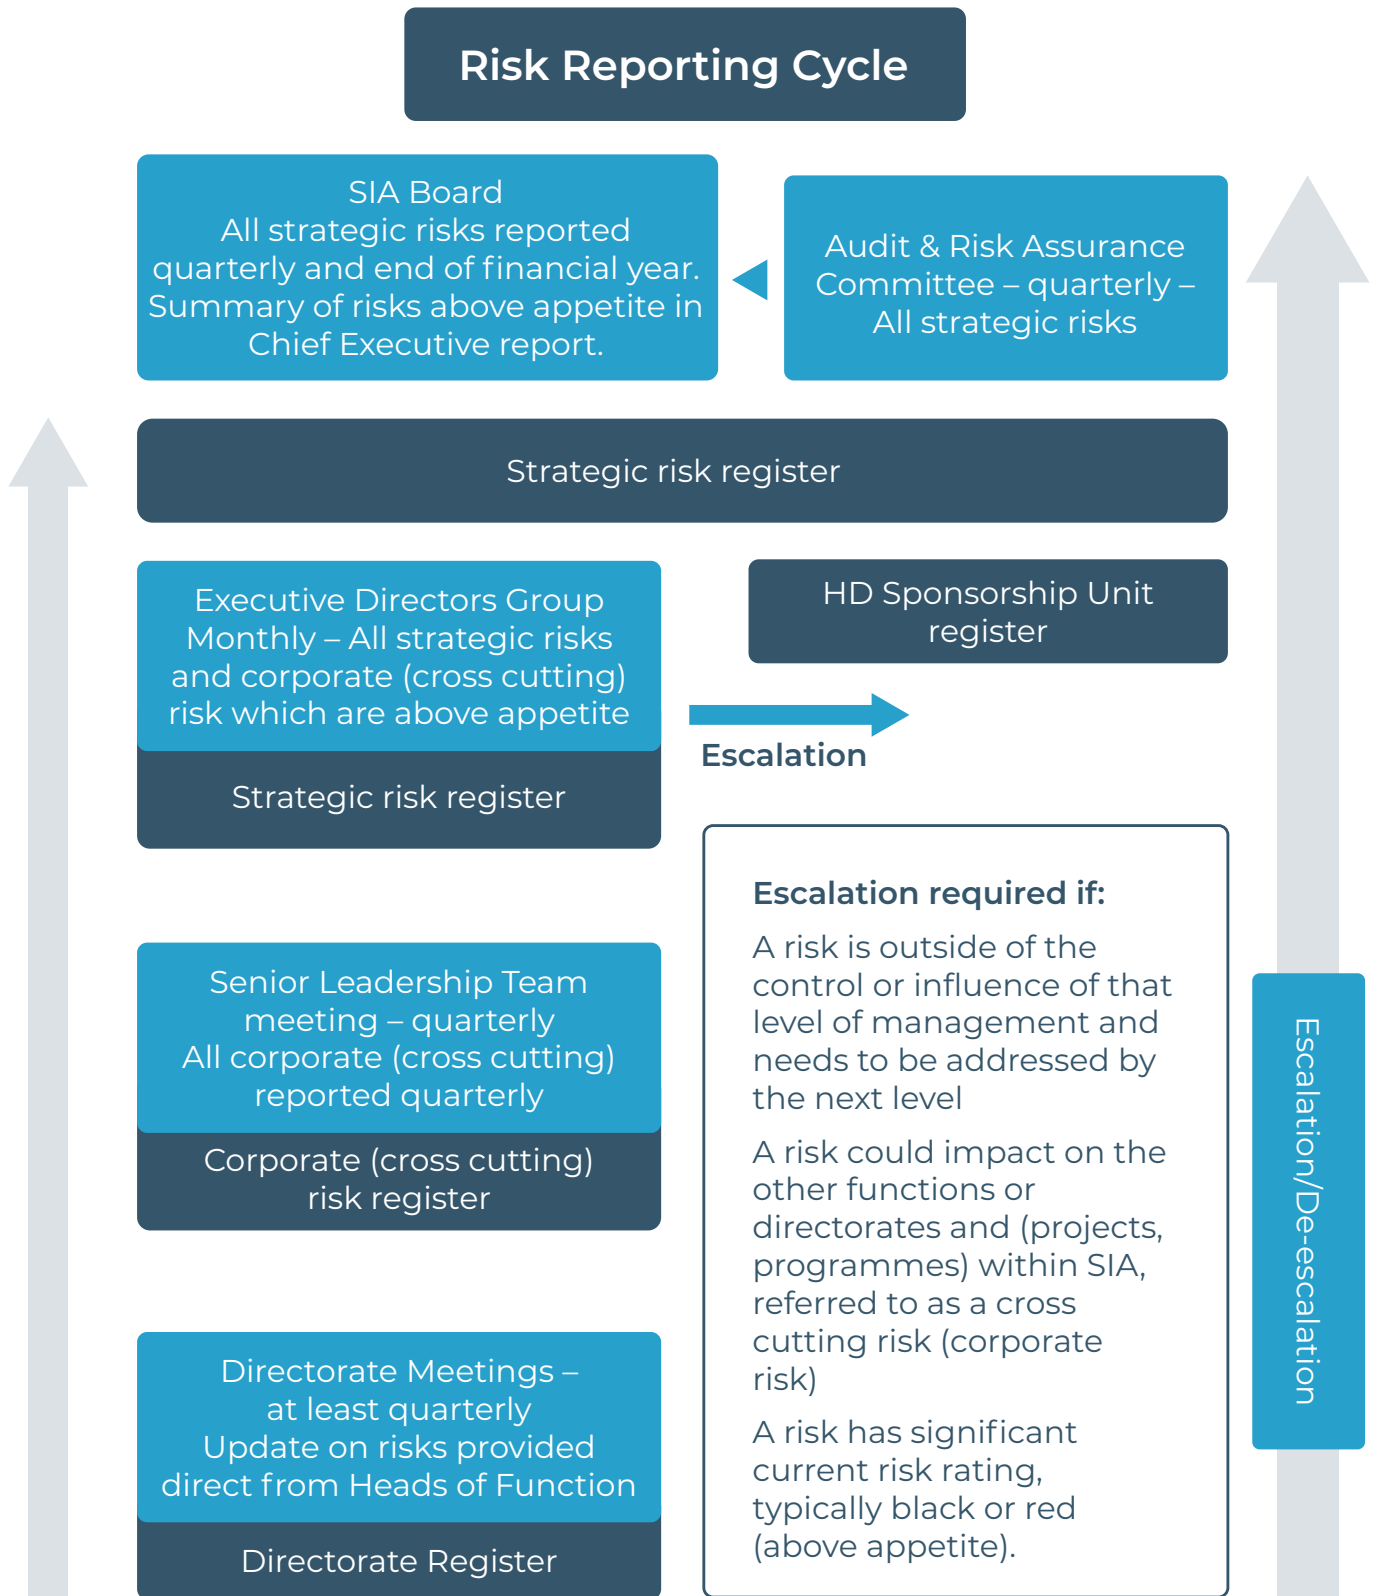 Risk Reporting Cycle
SIA Board
All strategic risks reported
quarterly and end of financial year.
Summary of risks above appetite in
Chief Executive report.
Audit & Risk Assurance
Committee – quarterly –
All strategic risks
Strategic risk register
Executive Directors Group
Monthly – All strategic risks
and corporate (cross cutting)
risk which are above appetite
Strategic risk register
HD Sponsorship Unit
register
Escalation
Senior Leadership Team
meeting – quarterly
All corporate (cross cutting)
reported quarterly
Corporate (cross cutting)
risk register
Directorate Meetings –
at least quarterly
Update on risks provided
direct from Heads of Function
Directorate Register
Escalation required if:
A risk is outside of the
control or influence of that
level of management and
needs to be addressed by
the next level
A risk could impact on the
other functions or
directorates and (projects,
programmes) within SIA,
referred to as a cross
cutting risk (corporate
risk)
A risk has significant
current risk rating,
typically black or red
(above appetite).
Escalation/De-escalation